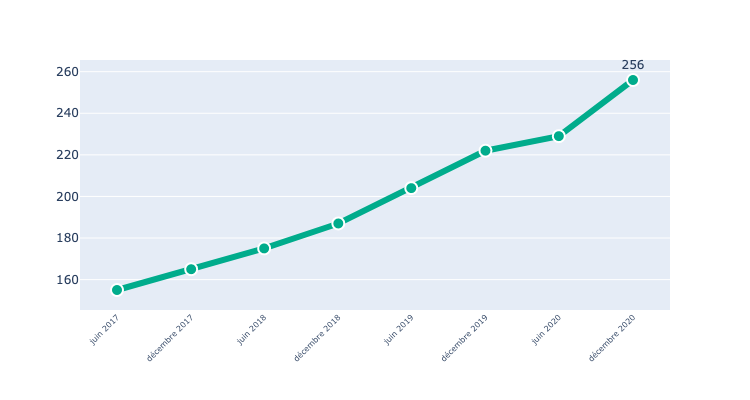 256
260
240
220
200
180
160
juin 2017
décembre 2017
juin 2018
décembre 2018
juin 2019
décembre 2019
juin 2020
décembre 2020